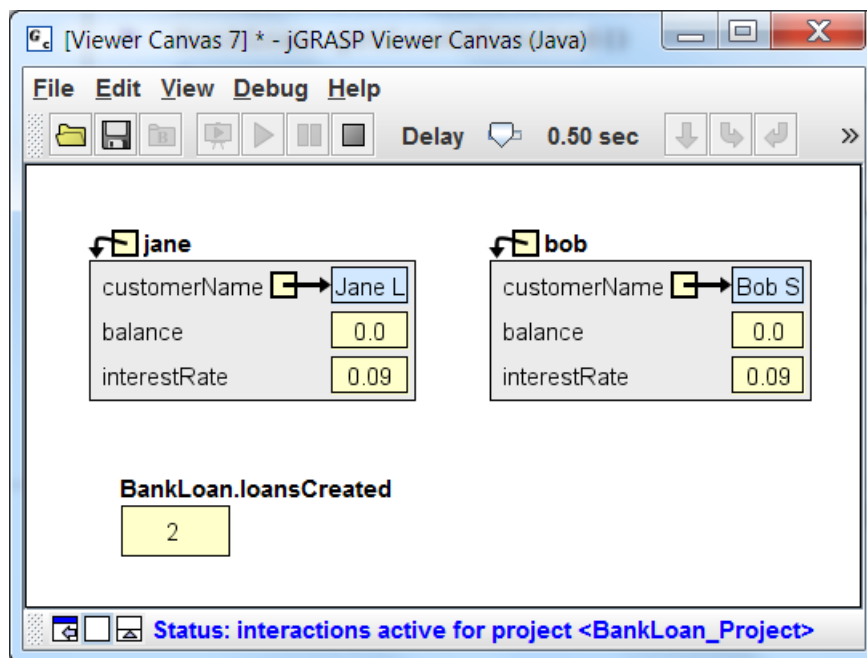 [Viewer Canvas 7] * - jGRASP Viewer Canvas (Java)
File Edit View Debug Help
Delay 0.50 sec
jane
customerName Jane L
balance 0.0
interestRate 0.09
bob
customerName Bob S
balance 0.0
interestRate 0.09
BankLoan.loansCreated
2
Status: interactions active for project <BankLoan_Project>